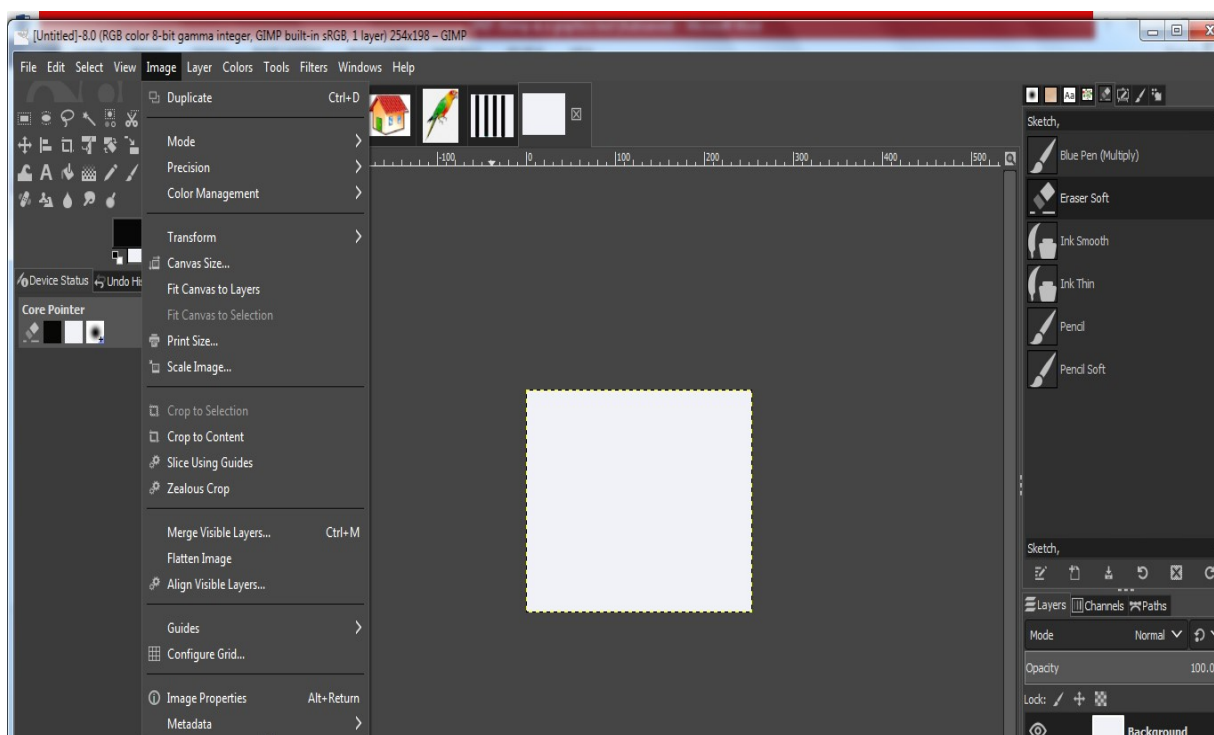 [Untitled]-8.0 (RGB color 8-bit gamma integer, GIMP built-in sRGB, 1 layer) 254x198 – GIMP
File Edit Select View Image Layer Colors Tools Filters Windows Help
Duplicate Ctrl+D
Mode
Precision
Color Management
Transform
Canvas Size...
Fit Canvas to Layers
Fit Canvas to Selection
Print Size...
Scale Image...
Crop to Selection
Crop to Content
Slice Using Guides
Zealous Crop
Merge Visible Layers... Ctrl+M
Flatten Image
Align Visible Layers...
Guides
Configure Grid...
Image Properties Alt+Return
Metadata
Device Status Undo Hi
Core Pointer
-100 0 100 200 300 400 500
Sketch,
Blue Pen (Multiply)
Eraser Soft
Ink Smooth
Ink Thin
Pencil
Pencil Soft
Sketch,
Layers Channels Paths
Mode Normal
Opacity 100.0
Lock:
Background